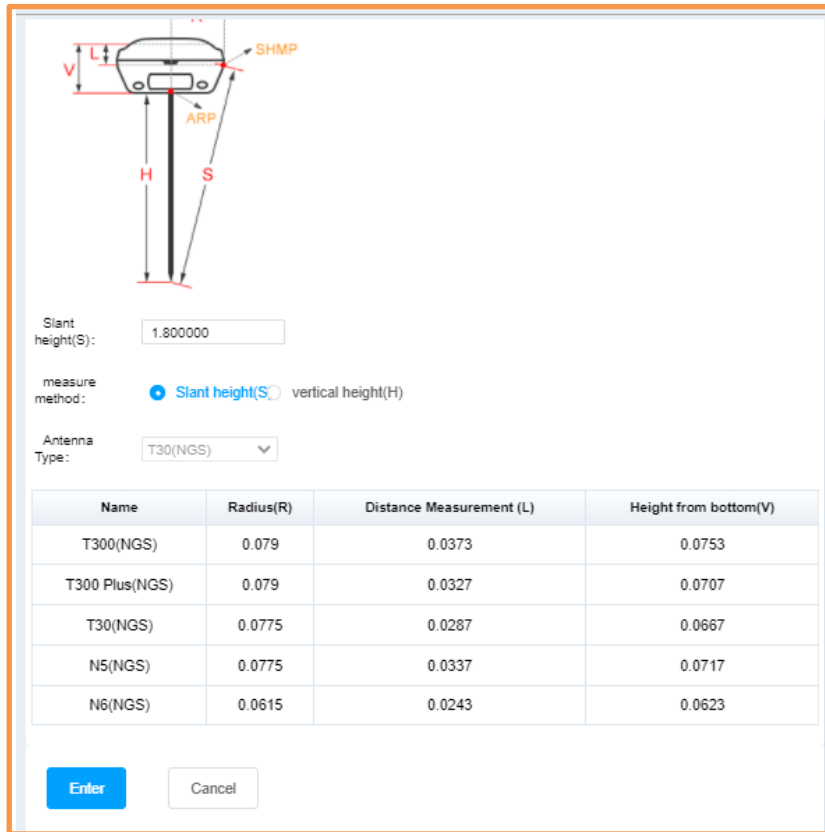 L
SHMP
V
ARP
H
S
Slant
height(S):
1.800000
measure
method:
Slant height(S) vertical height(H)
Antenna
Type:
T30(NGS)
Name Radius(R) Distance Measurement (L) Height from bottom(V)
T300(NGS) 0.079 0.0373 0.0753
T300 Plus(NGS) 0.079 0.0327 0.0707
T30(NGS) 0.0775 0.0287 0.0667
N5(NGS) 0.0775 0.0337 0.0717
N6(NGS) 0.0615 0.0243 0.0623
Enter Cancel